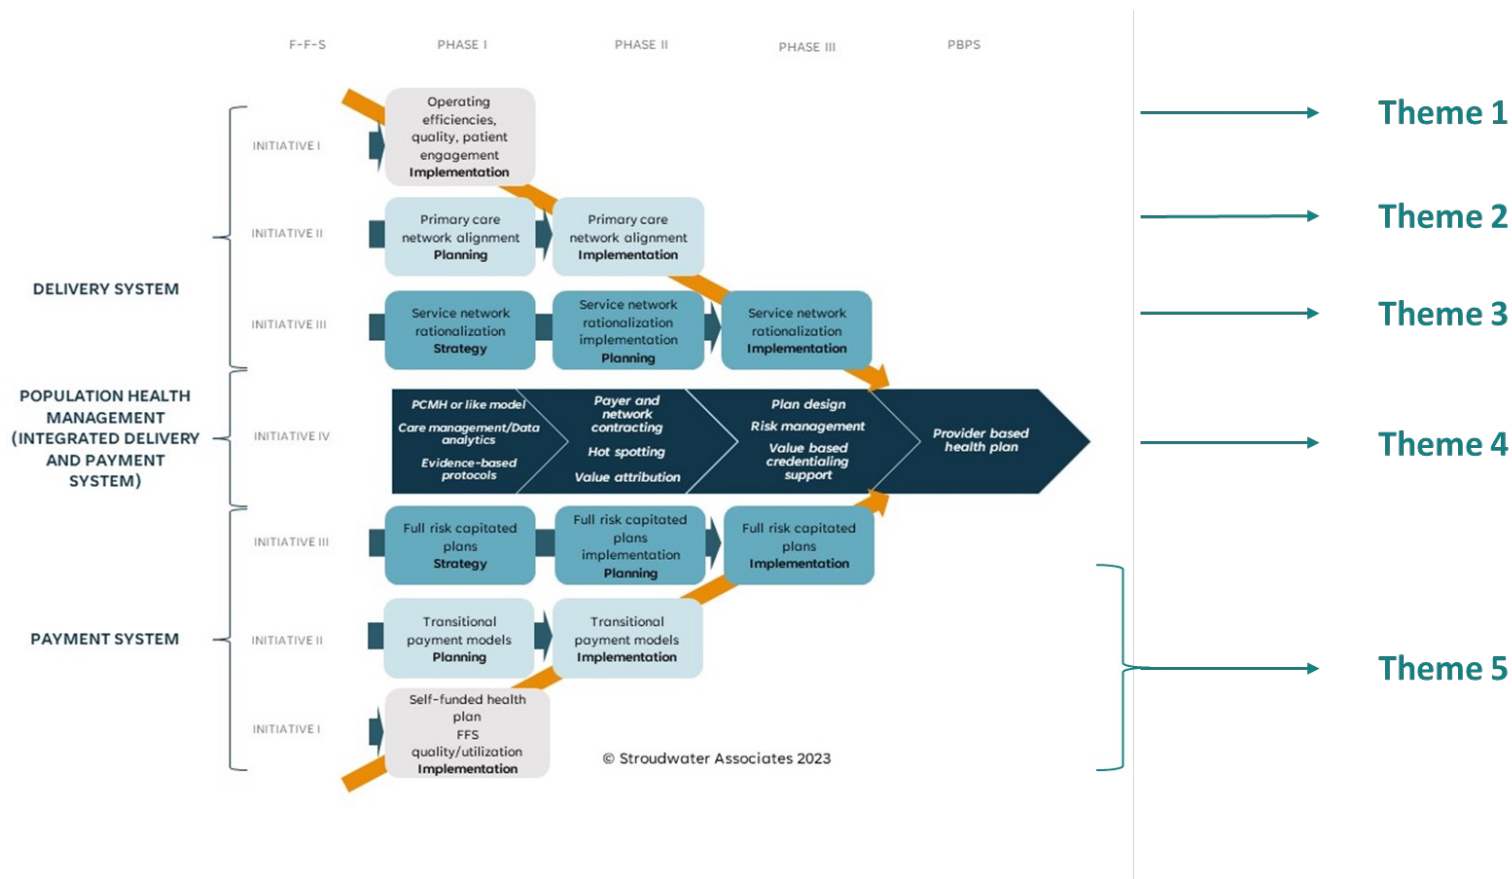 F-F-S
PHASE I
PHASE II
PHASE III
PBPS
Operating
efficiencies,
quality, patient
engagement
Implementation
INITIATIVE I
Theme 1
INITIATIVE II
Primary care
network alignment
Planning
Primary care
network alignment
Implementation
Theme 2
DELIVERY SYSTEM
INITIATIVE III
Service network
rationalization
Strategy
Service network
rationalization
implementation
Planning
Service network
rationalization
Implementation
Theme 3
POPULATION HEALTH
MANAGEMENT
(INTEGRATED DELIVERY
AND PAYMENT
SYSTEM)
INITIATIVE IV
PCMH or like model
Care management/Data
analytics
Evidence-based
protocols
Payer and
network
contracting
Hot spotting
Value attribution
Plan design
Risk management
Value based
credentialing
support
Provider based
health plan
Theme 4
INITIATIVE III
Full risk capitated
plans
Strategy
Full risk capitated
plans
implementation
Planning
Full risk capitated
plans
Implementation
PAYMENT SYSTEM
INITIATIVE II
Transitional
payment models
Planning
Transitional
payment models
Implementation
Theme 5
INITIATIVE I
Self-funded health
plan
FFS
quality/utilization
Implementation
© Stroudwater Associates 2023